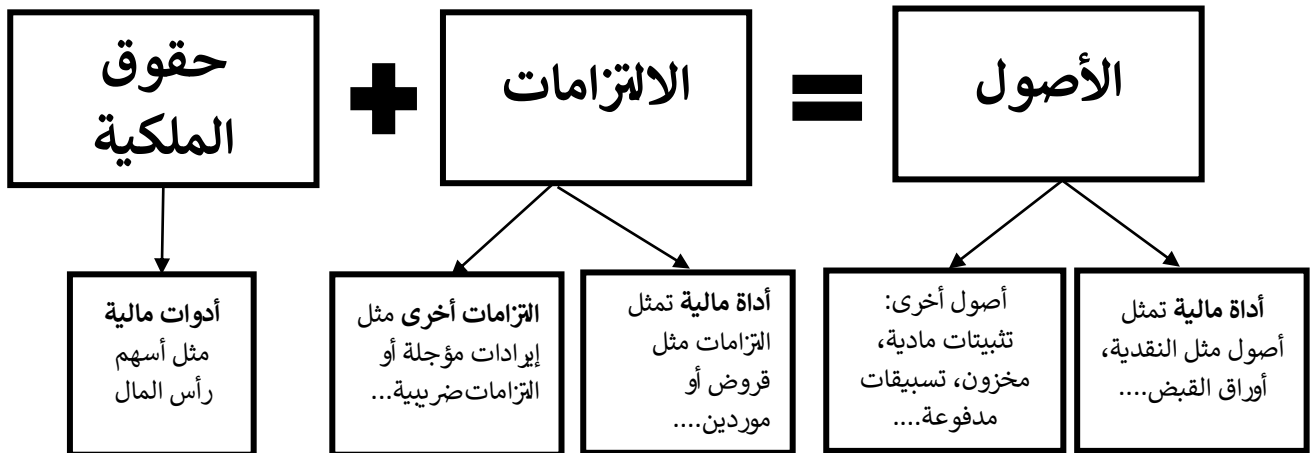 الأصول
=
الالتزامات
+
حقوق
الملكية
أداة مالية تمثل
أصول مثل النقدية،
أوراق القبض....
أصول أخرى:
تثبيتات مادية،
مخزون، تسبيقات
مدفوعة....
أداة مالية تمثل
التزامات مثل
قروض أو
موردين....
التزامات أخرى مثل
إيرادات مؤجلة أو
التزامات ضريبية...
أدوات مالية
مثل أسهم
رأس المال